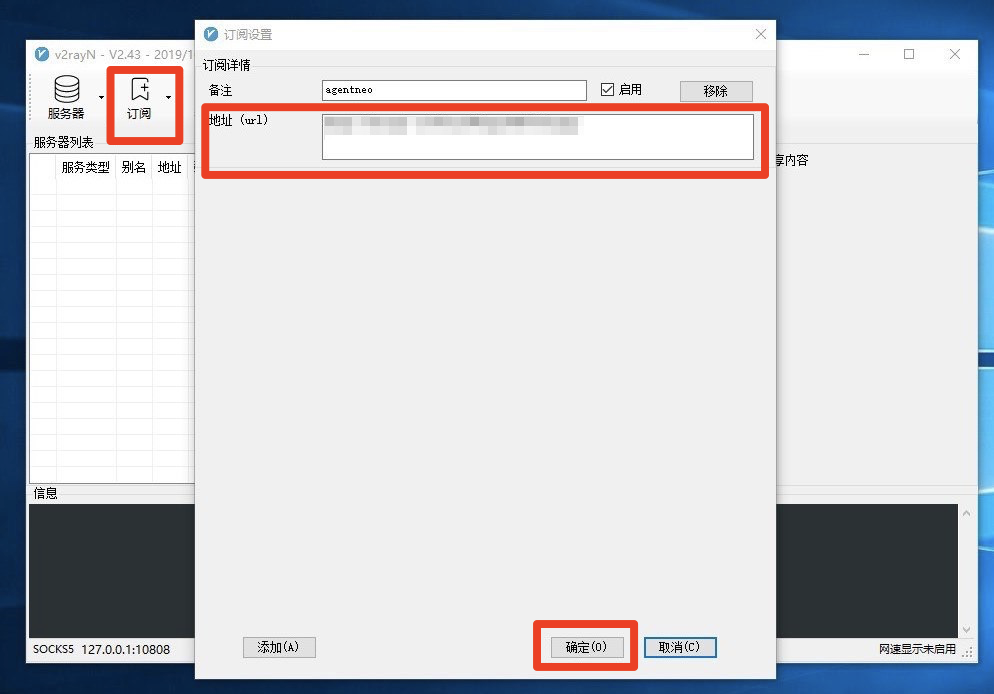 v2rayN - V2.43 - 2019/1
服务器
订阅
服务器列表
服务类型 别名 地址
订阅设置
订阅详情
备注 agentneo 启用 移除
地址（url）
享内容
信息
添加(A) 确定(O) 取消(C)
SOCKS5 127.0.0.1:10808 网速显示未启用